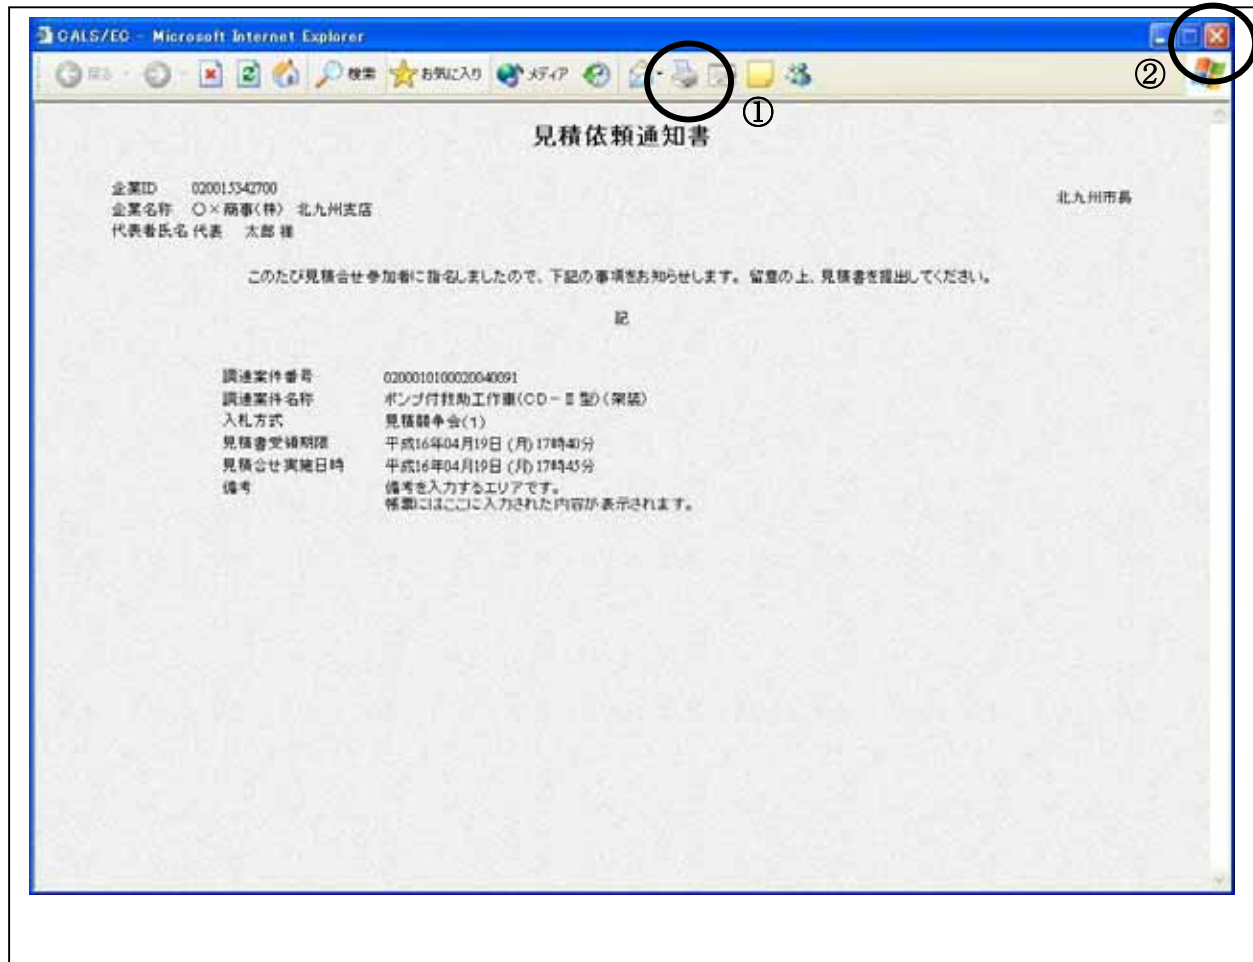 CALS/EC - Microsoft Internet Explorer
②
戻る 検索 お気に入り メディア
①
見積依頼通知書
企業ID 020015342700
北九州市長
企業名称 〇×商事(株) 北九州支店
代表者氏名 代表 太郎 様
このたび見積合せ参加者に指名しましたので、下記の事項をお知らせします。留意の上、見積書を提出してください。
記
調達案件番号 0200010100020040091
調達案件名称 ポンプ付救助工作車(CD-Ⅱ型)(架装)
入札方式 見積競争会(1)
見積書受領期限 平成16年04月19日 (月) 17時40分
見積合せ実施日時 平成16年04月19日 (月) 17時45分
備考 備考を入力するエリアです。
帳票にはここに入力された内容が表示されます。